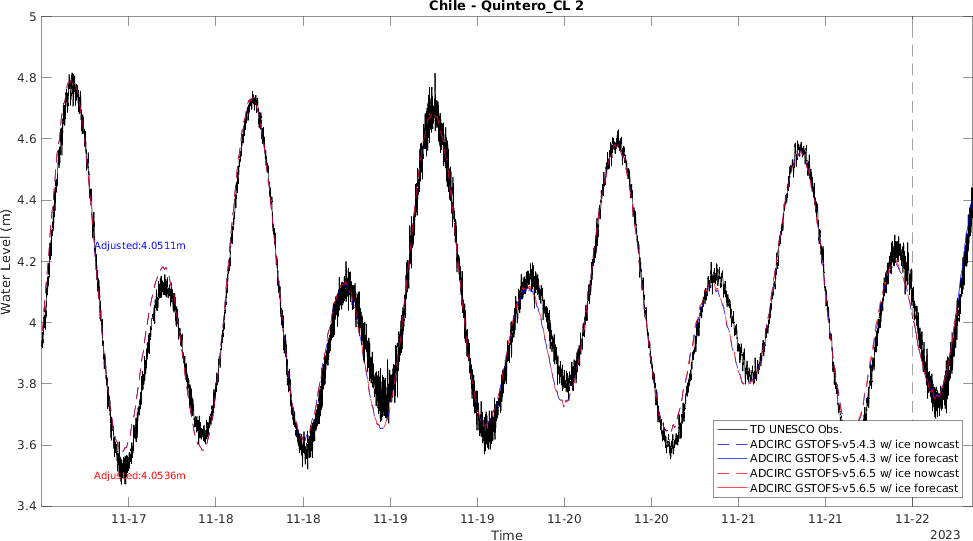 Chile - Quintero_CL 2
5
4.8
4.6
4.4
4.2
4
3.8
3.6
3.4
Water Level (m)
Adjusted:4.0511m
Adjusted:4.0536m
TD UNESCO Obs.
ADCIRC GSTOFS-v5.4.3 w/ ice nowcast
ADCIRC GSTOFS-v5.4.3 w/ ice forecast
ADCIRC GSTOFS-v5.6.5 w/ ice nowcast
ADCIRC GSTOFS-v5.6.5 w/ ice forecast
11-17 11-18 11-18 11-19 11-19 11-20 11-20 11-21 11-21 11-22
Time
2023